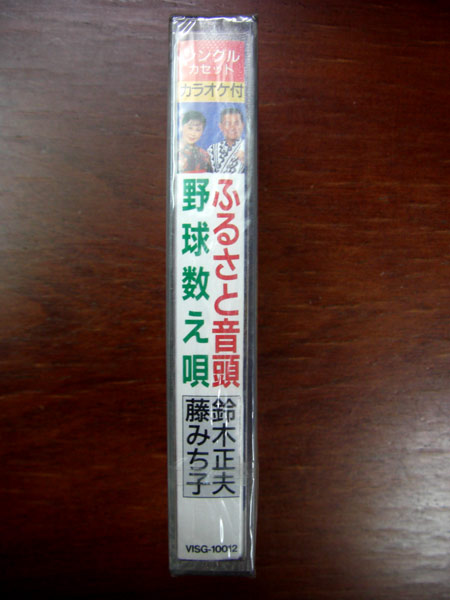 シングル
カセット
カラオケ付
ふるさと音頭
野球数え唄
鈴木正夫
藤みち子
VISG-10012